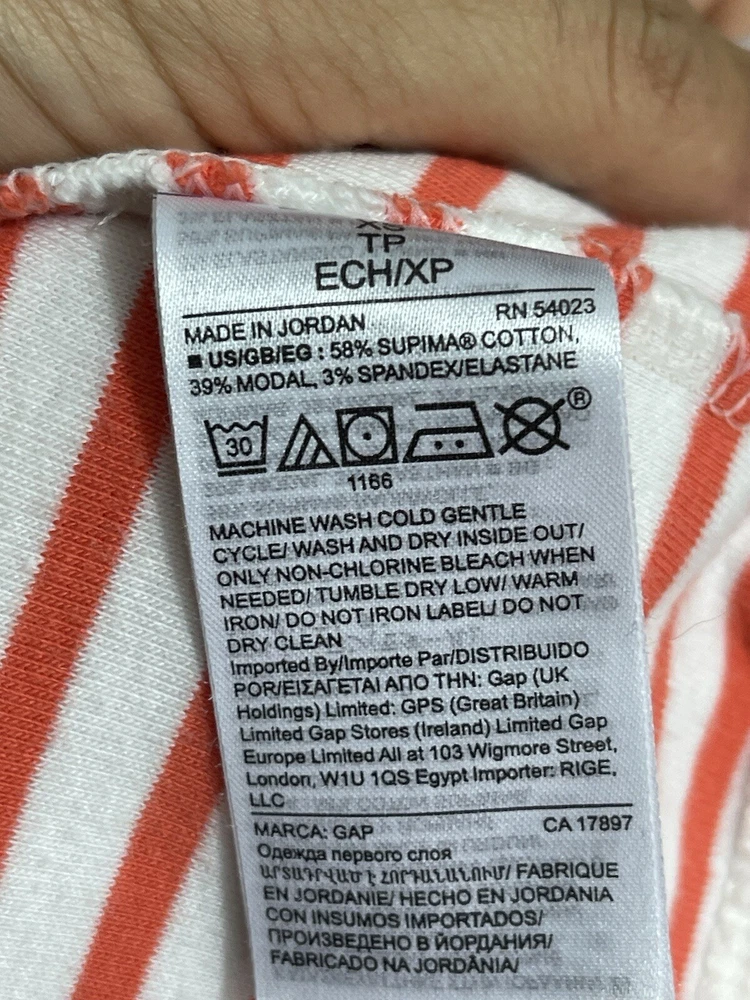 XS
TP
ECH/XP
RN 54023
MADE IN JORDAN
■ US/GB/EG : 58% SUPIMA® COTTON,
39% MODAL, 3% SPANDEX/ELASTANE
30
®
1166
MACHINE WASH COLD GENTLE
CYCLE/ WASH AND DRY INSIDE OUT/
ONLY NON-CHLORINE BLEACH WHEN
NEEDED/ TUMBLE DRY LOW/ WARM
IRON/ DO NOT IRON LABEL/ DO NOT
DRY CLEAN
Imported By/Importe Par/DISTRIBUIDO
POR/ΕΙΣΑΓΕΤΑΙ ΑΠΟ ΤΗΝ: Gap (UK
Holdings) Limited: GPS (Great Britain)
Limited Gap Stores (Ireland) Limited Gap
Europe Limited All at 103 Wigmore Street,
London, W1U 1QS Egypt Importer: RIGE,
LLC
MARCA: GAP CA 17897
Одежда первого слоя
ԱՐՏԱԴՐՎԱԾ Է ՀՈՐԴԱՆԱՆՈՒՄ/ FABRIQUE
EN JORDANIE/ HECHO EN JORDANIA
CON INSUMOS IMPORTADOS/
ПРОИЗВЕДЕНО В ЙОРДАНИЯ/
FABRICADO NA JORDÂNIA/